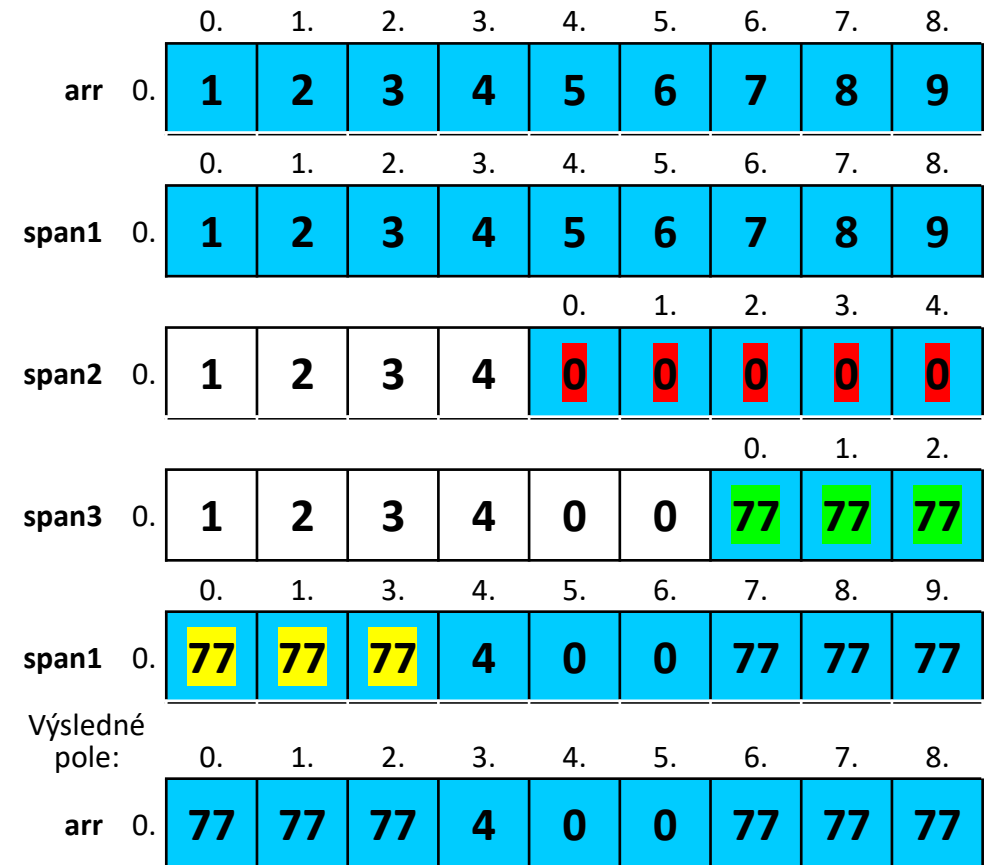 0. 1. 2. 3. 4. 5. 6. 7. 8.
arr 0. 1 2 3 4 5 6 7 8 9
0. 1. 2. 3. 4. 5. 6. 7. 8.
span1 0. 1 2 3 4 5 6 7 8 9
0. 1. 2. 3. 4.
span2 0. 1 2 3 4 0 0 0 0 0
0. 1. 2.
span3 0. 1 2 3 4 0 0 77 77 77
0. 1. 3. 4. 5. 6. 7. 8. 9.
span1 0. 77 77 77 4 0 0 77 77 77
Výsledné
pole: 0. 1. 2. 3. 4. 5. 6. 7. 8.
arr 0. 77 77 77 4 0 0 77 77 77